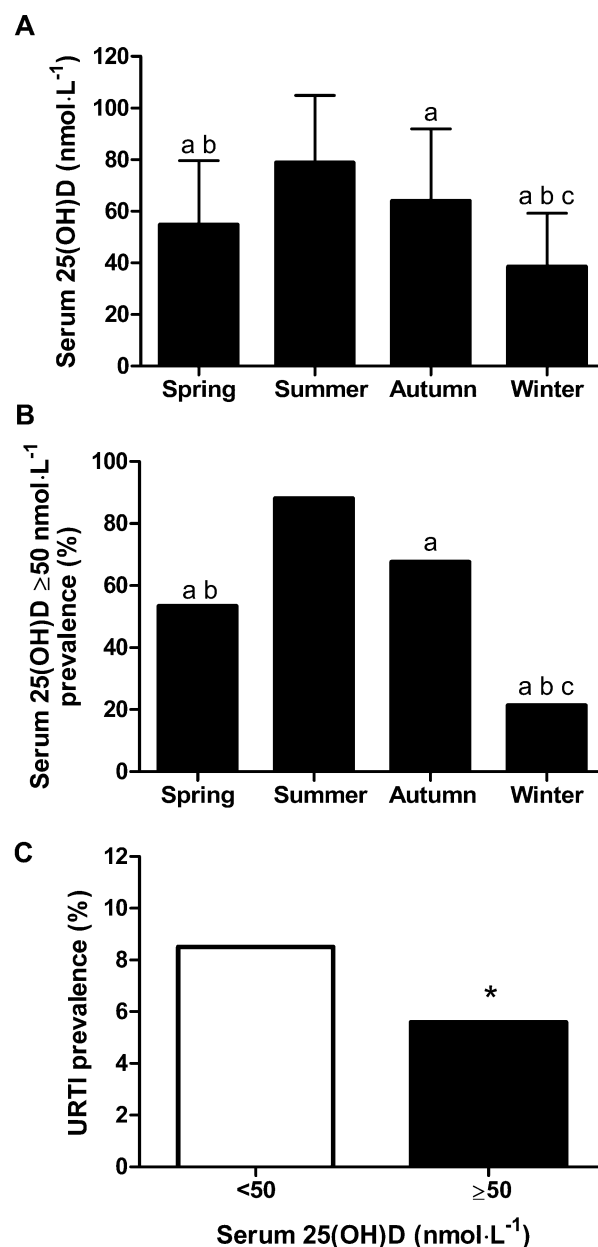 A
Serum 25(OH)D (nmol·L⁻¹)
120
100
80
60
40
20
0
a b
a
a b c
Spring Summer Autumn Winter
B
Serum 25(OH)D ≥50 nmol·L⁻¹
prevalence (%)
100
80
60
40
20
0
a b
a
a b c
Spring Summer Autumn Winter
C
URTI prevalence (%)
12
10
8
6
4
2
0
*
<50 ≥50
Serum 25(OH)D (nmol·L⁻¹)